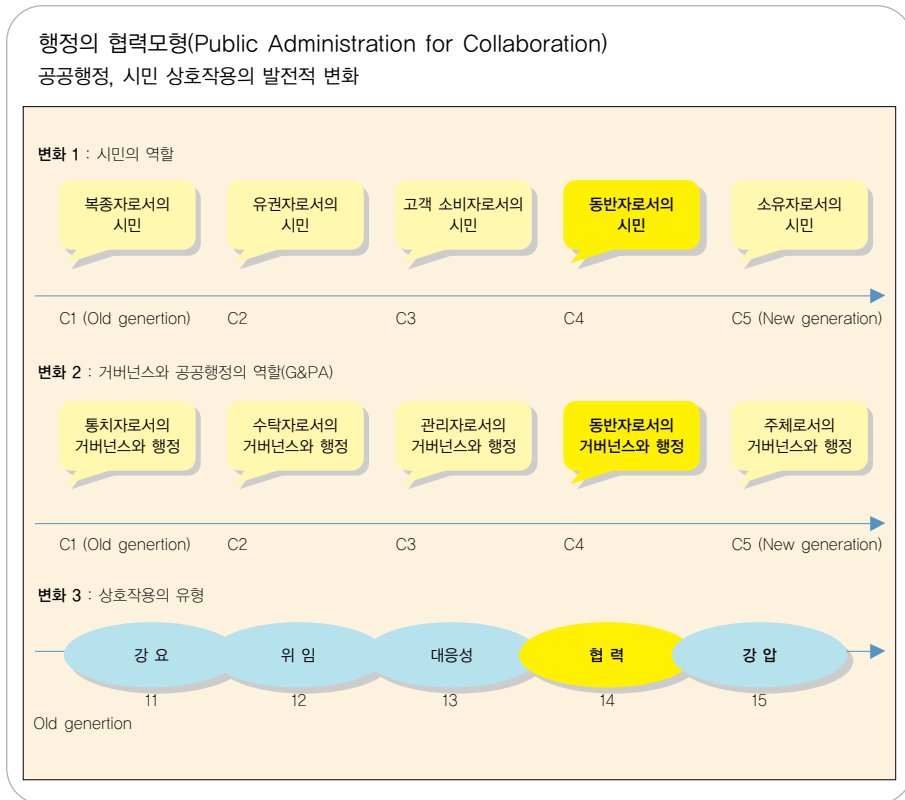 행정의 협력모형(Public Administration for Collaboration)
공공행정, 시민 상호작용의 발전적 변화
변화 1 : 시민의 역할
복종자로서의
시민
유권자로서의
시민
고객 소비자로서의
시민
동반자로서의
시민
소유자로서의
시민
C1 (Old genertion)
C2
C3
C4
C5 (New generation)
변화 2 : 거버넌스와 공공행정의 역할(G&PA)
통치자로서의
거버넌스와 행정
수탁자로서의
거버넌스와 행정
관리자로서의
거버넌스와 행정
동반자로서의
거버넌스와 행정
주체로서의
거버넌스와 행정
C1 (Old genertion)
C2
C3
C4
C5 (New generation)
변화 3 : 상호작용의 유형
강 요
위 임
대응성
협 력
강 압
11
12
13
14
15
Old genertion